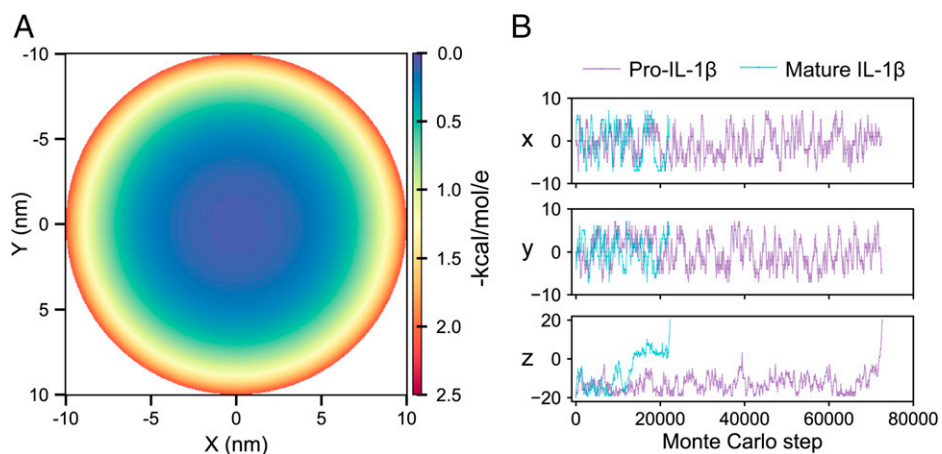 A
-10
-5
0
5
10
Y (nm)
-10 -5 0 5 10
X (nm)
0.0
0.5
1.0
1.5
2.0
2.5
-kcal/mol/e
B
Pro-IL-1β Mature IL-1β
10
x 0
−10
10
y 0
−10
20
z 0
−20
0 20000 40000 60000 80000
Monte Carlo step